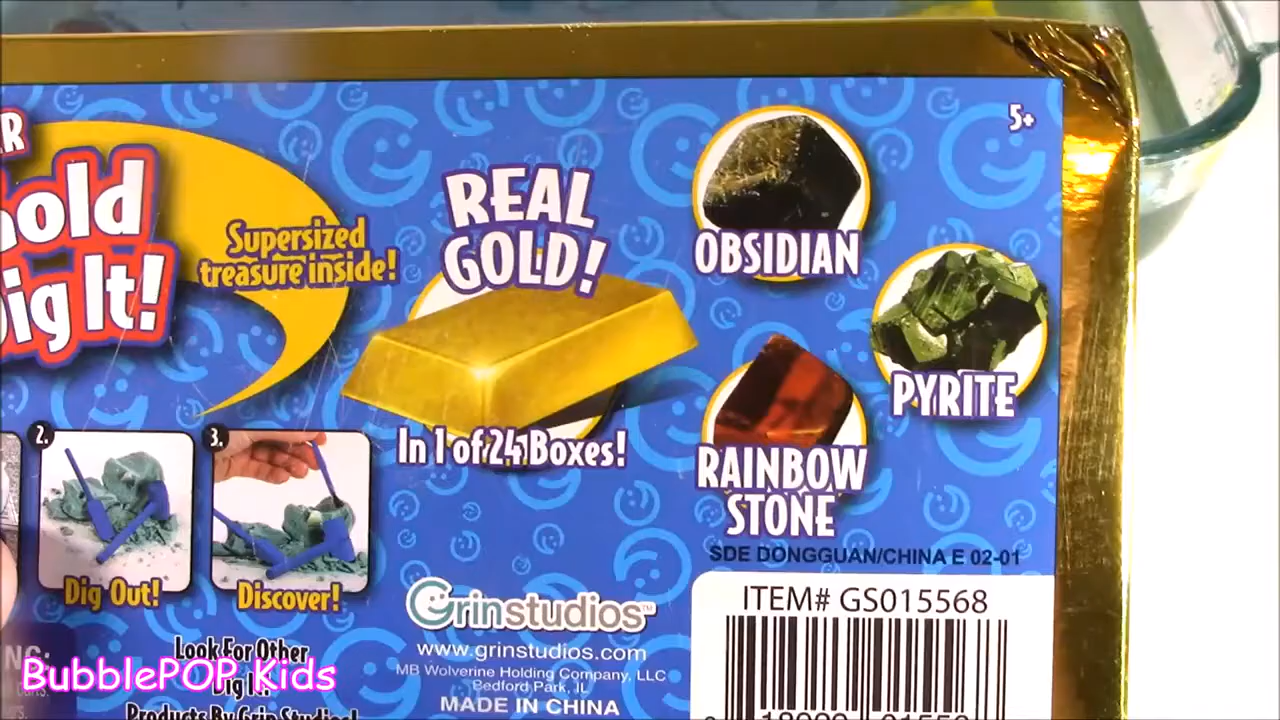 5+
old
ig It!
Supersized
treasure inside!
REAL
GOLD!
In 1 of 24 Boxes!
OBSIDIAN
PYRITE
RAINBOW
STONE
2.
Dig Out!
3.
Discover!
SDE DONGGUAN/CHINA E 02-01
ITEM# GS015568
Grinstudios™
www.grinstudios.com
MB Wolverine Holding Company, LLC
Bedford Park, IL
MADE IN CHINA
Look For Other
Dig It!
Products By Grin Studios!
BubblePOP Kids